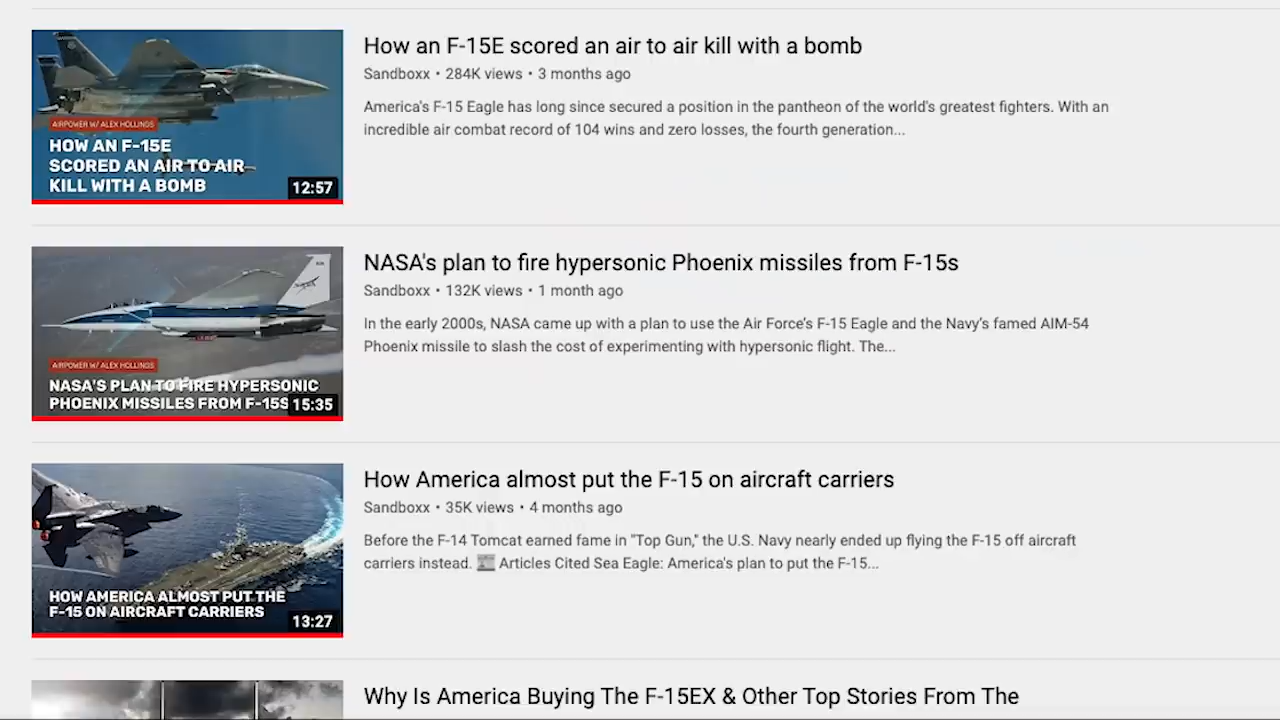 How an F-15E scored an air to air kill with a bomb
Sandboxx • 284K views • 3 months ago
America's F-15 Eagle has long since secured a position in the pantheon of the world's greatest fighters. With an
incredible air combat record of 104 wins and zero losses, the fourth generation...
AIRPOWER W/ ALEX HOLLINGS
HOW AN F-15E
SCORED AN AIR TO AIR
KILL WITH A BOMB
12:57
NASA's plan to fire hypersonic Phoenix missiles from F-15s
Sandboxx • 132K views • 1 month ago
In the early 2000s, NASA came up with a plan to use the Air Force's F-15 Eagle and the Navy's famed AIM-54
Phoenix missile to slash the cost of experimenting with hypersonic flight. The...
AIRPOWER W/ ALEX HOLLINGS
NASA'S PLAN TO FIRE HYPERSONIC
PHOENIX MISSILES FROM F-15S
15:35
How America almost put the F-15 on aircraft carriers
Sandboxx • 35K views • 4 months ago
Before the F-14 Tomcat earned fame in "Top Gun," the U.S. Navy nearly ended up flying the F-15 off aircraft
carriers instead. 📰 Articles Cited Sea Eagle: America's plan to put the F-15...
HOW AMERICA ALMOST PUT THE
F-15 ON AIRCRAFT CARRIERS
13:27
Why Is America Buying The F-15EX & Other Top Stories From The